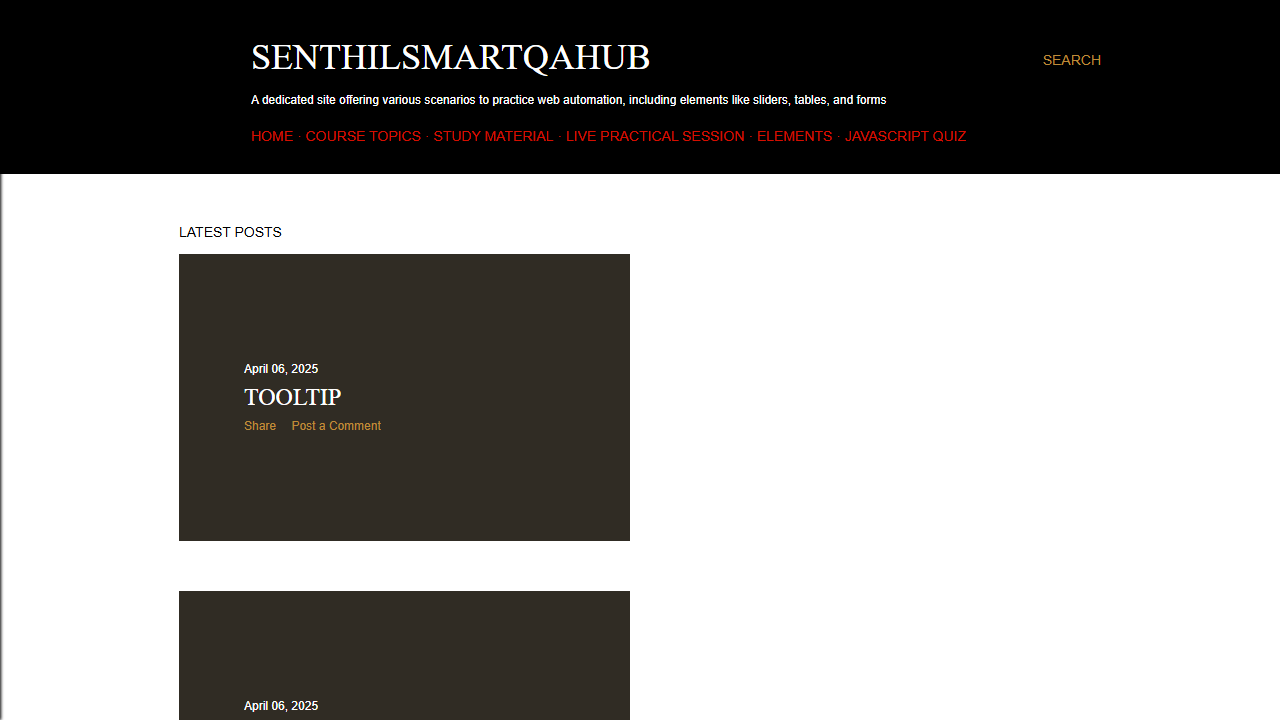 SENTHILSMARTQAHUB
SEARCH
A dedicated site offering various scenarios to practice web automation, including elements like sliders, tables, and forms
HOME · COURSE TOPICS · STUDY MATERIAL · LIVE PRACTICAL SESSION · ELEMENTS · JAVASCRIPT QUIZ
LATEST POSTS
April 06, 2025
TOOLTIP
Share Post a Comment
April 06, 2025